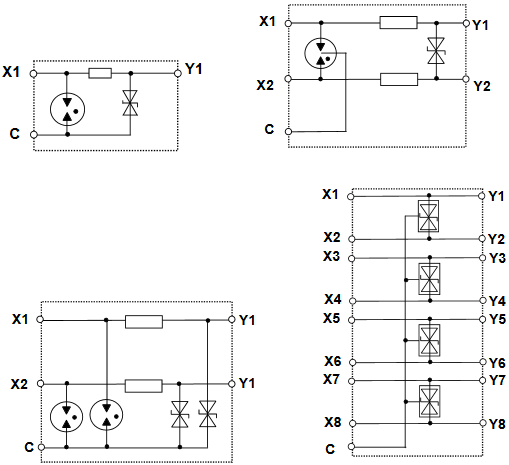 X1 Y1
C
X1 Y1
X2 Y2
C
X1 Y1
X2 Y1
C
X1 Y1
X2 Y2
X3 Y3
X4 Y4
X5 Y5
X6 Y6
X7 Y7
X8 Y8
C